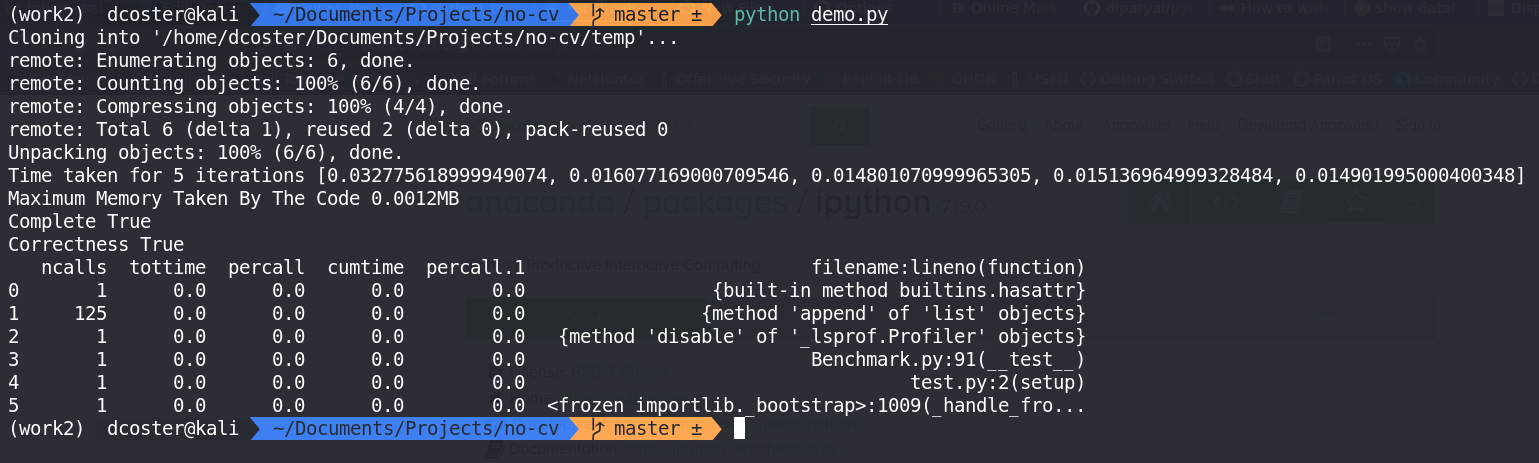 (work2) dcoster@kali ~/Documents/Projects/no-cv master ± python demo.py
Cloning into '/home/dcoster/Documents/Projects/no-cv/temp'...
remote: Enumerating objects: 6, done.
remote: Counting objects: 100% (6/6), done.
remote: Compressing objects: 100% (4/4), done.
remote: Total 6 (delta 1), reused 2 (delta 0), pack-reused 0
Unpacking objects: 100% (6/6), done.
Time taken for 5 iterations [0.032775618999949074, 0.016077169000709546, 0.014801070999965305, 0.015136964999328484, 0.014901995000400348]
Maximum Memory Taken By The Code 0.0012MB
anaconda / packages / ipython 7.19.0
Complete True
Correctness True
ncalls tottime percall cumtime percall.1 filename:lineno(function)
Productive Interactive Computing
0 1 0.0 0.0 0.0 0.0 {built-in method builtins.hasattr}
1 125 0.0 0.0 0.0 0.0 {method 'append' of 'list' objects}
2 1 0.0 0.0 0.0 0.0 {method 'disable' of '_lsprof.Profiler' objects}
3 1 0.0 0.0 0.0 0.0 Benchmark.py:91(__test__)
4 1 0.0 0.0 0.0 0.0 test.py:2(setup)
5 1 0.0 0.0 0.0 0.0 <frozen importlib._bootstrap>:1009(_handle_fro...
(work2) dcoster@kali ~/Documents/Projects/no-cv master ±
Documentation